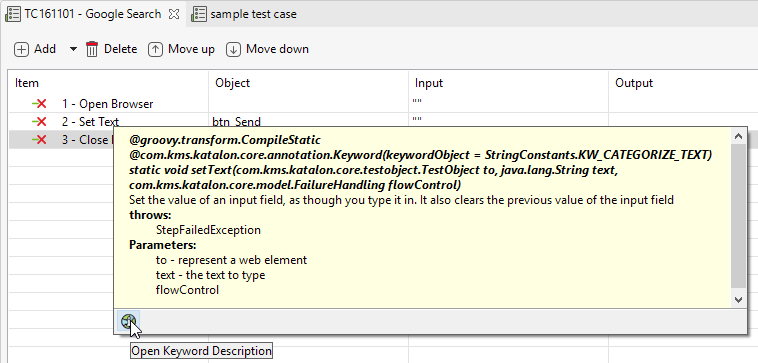 TC161101 - Google Search sample test case
Add Delete Move up Move down
Item Object Input Output
1 - Open Browser ""
2 - Set Text btn_Send ""
3 - Close
@groovy.transform.CompileStatic
@com.kms.katalon.core.annotation.Keyword(keywordObject = StringConstants.KW_CATEGORIZE_TEXT)
static void setText(com.kms.katalon.core.testobject.TestObject to, java.lang.String text,
com.kms.katalon.core.model.FailureHandling flowControl)
Set the value of an input field, as though you type it in. It also clears the previous value of the input field
throws:
StepFailedException
Parameters:
to - represent a web element
text - the text to type
flowControl
Open Keyword Description